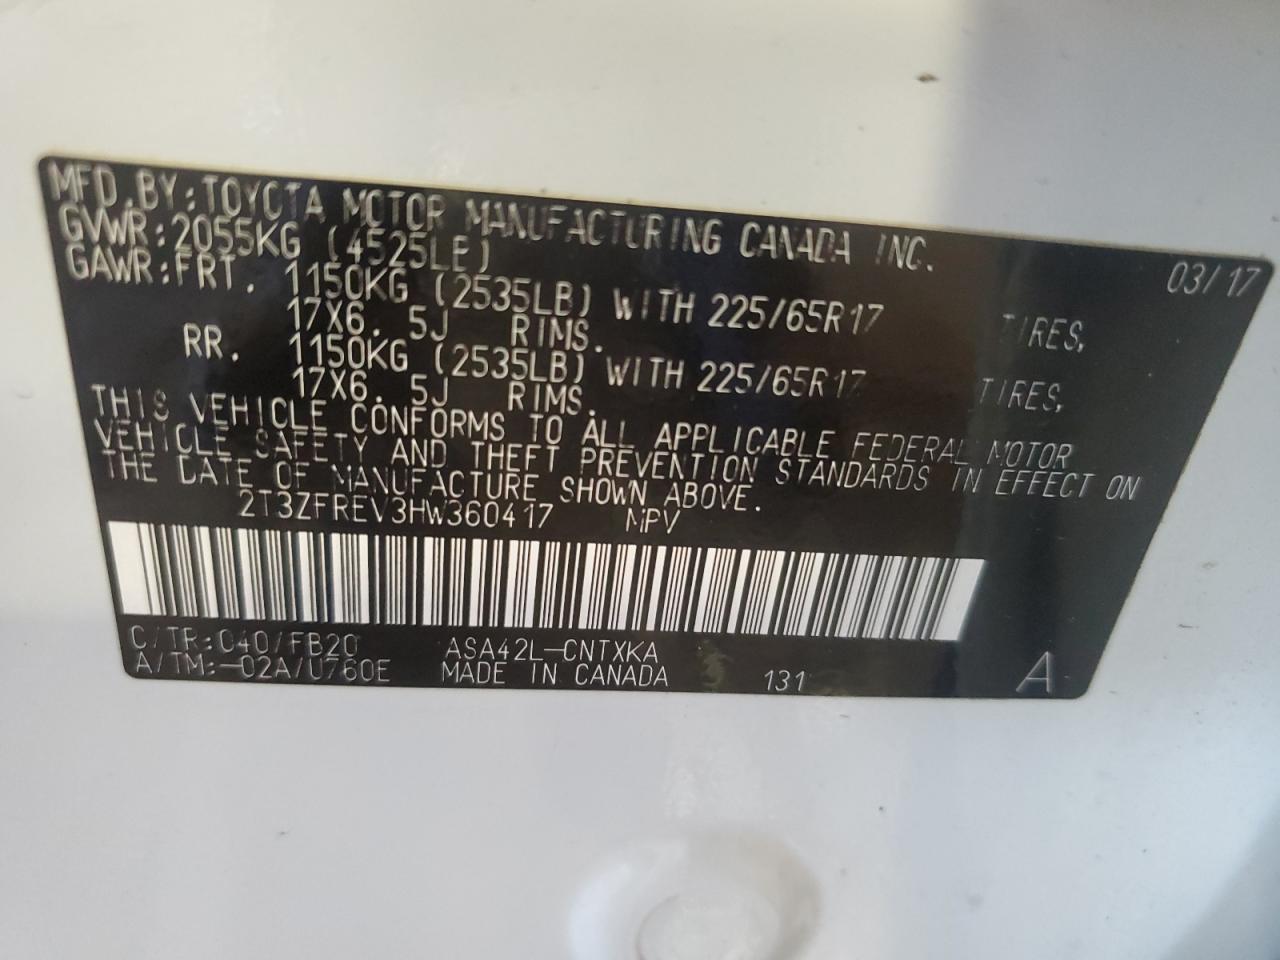 MFD. BY: TOYOTA MOTOR MANUFACTURING CANADA INC. 03/17
GVWR: 2055KG (4525LB)
GAWR: FRT. 1150KG (2535LB) WITH 225/65R17 TIRES,
17X6. 5J RIMS.
RR. 1150KG (2535LB) WITH 225/65R17 TIRES,
17X6. 5J RIMS.
THIS VEHICLE CONFORMS TO ALL APPLICABLE FEDERAL MOTOR
VEHICLE SAFETY AND THEFT PREVENTION STANDARDS IN EFFECT ON
THE DATE OF MANUFACTURE SHOWN ABOVE.
2T3ZFREV3HW360417 MPV
C/TR: 040/FB20 ASA42L-CNTXKA
A/TM: -02A/U760E MADE IN CANADA 131 A